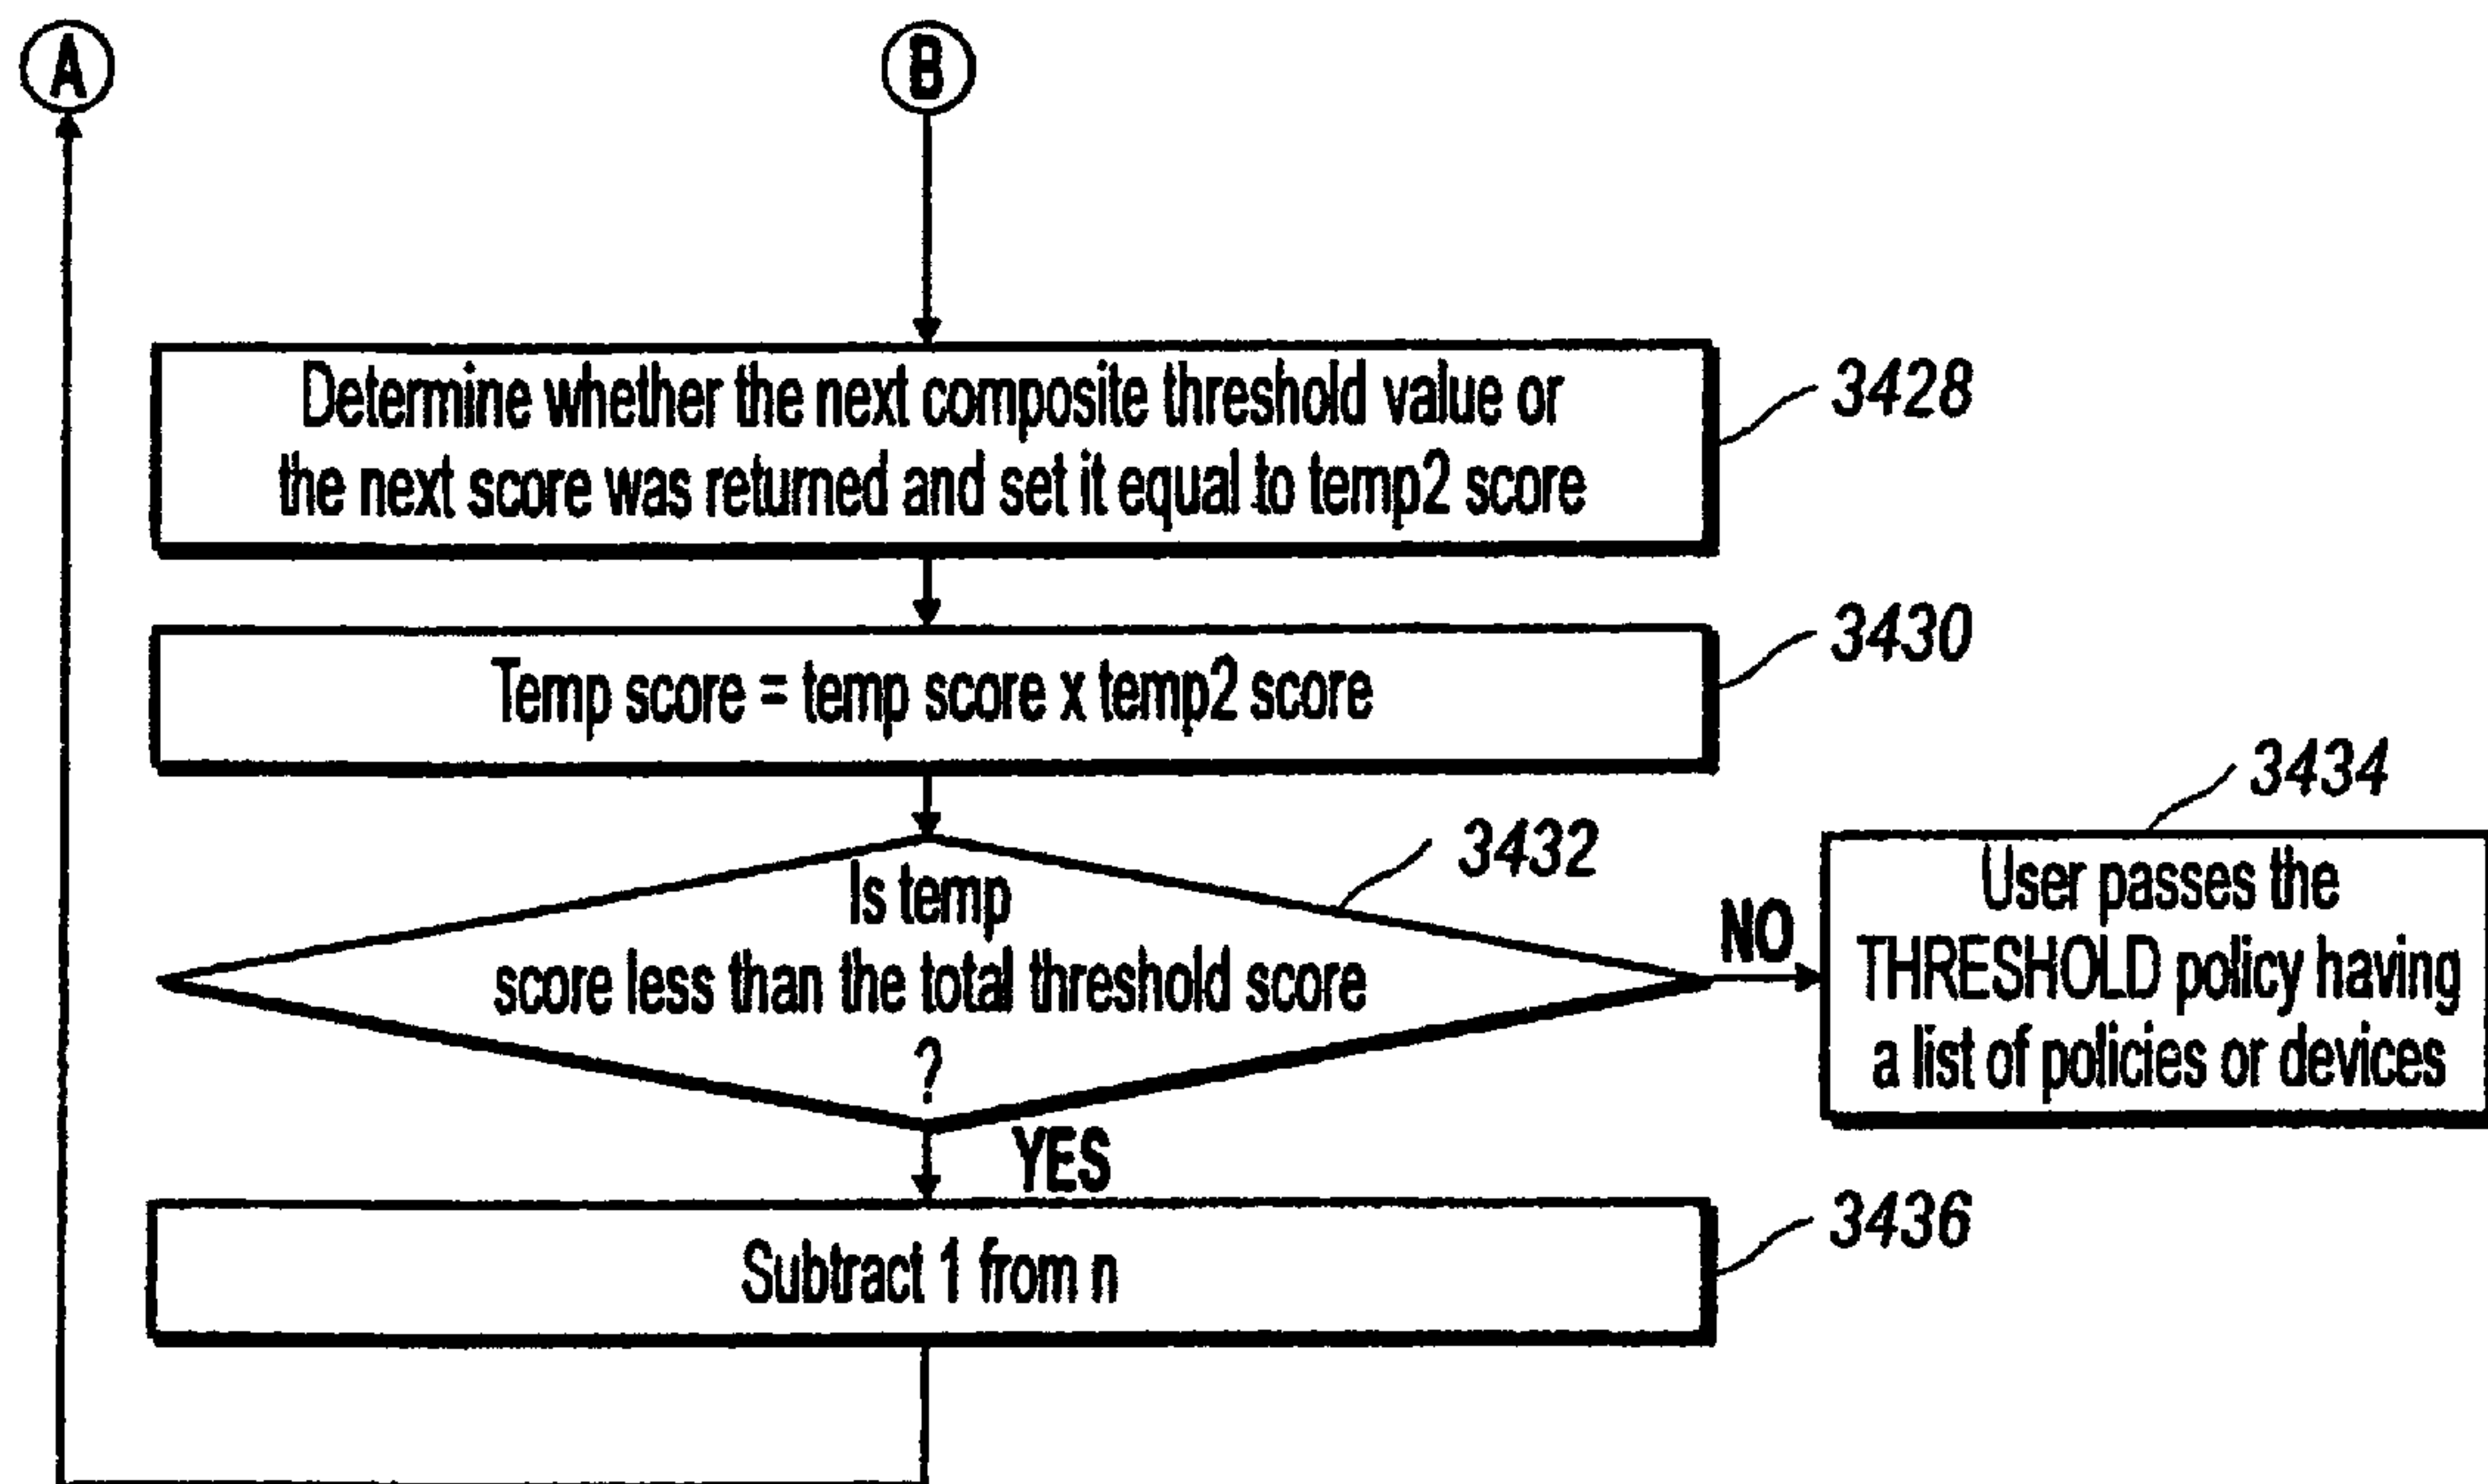 A
B
Determine whether the next composite threshold value or
the next score was returned and set it equal to temp2 score
3428
Temp score = temp score x temp2 score
3430
Is temp
score less than the total threshold score
?
3432
NO
3434
User passes the
THRESHOLD policy having
a list of policies or devices
YES
Subtract 1 from n
3436